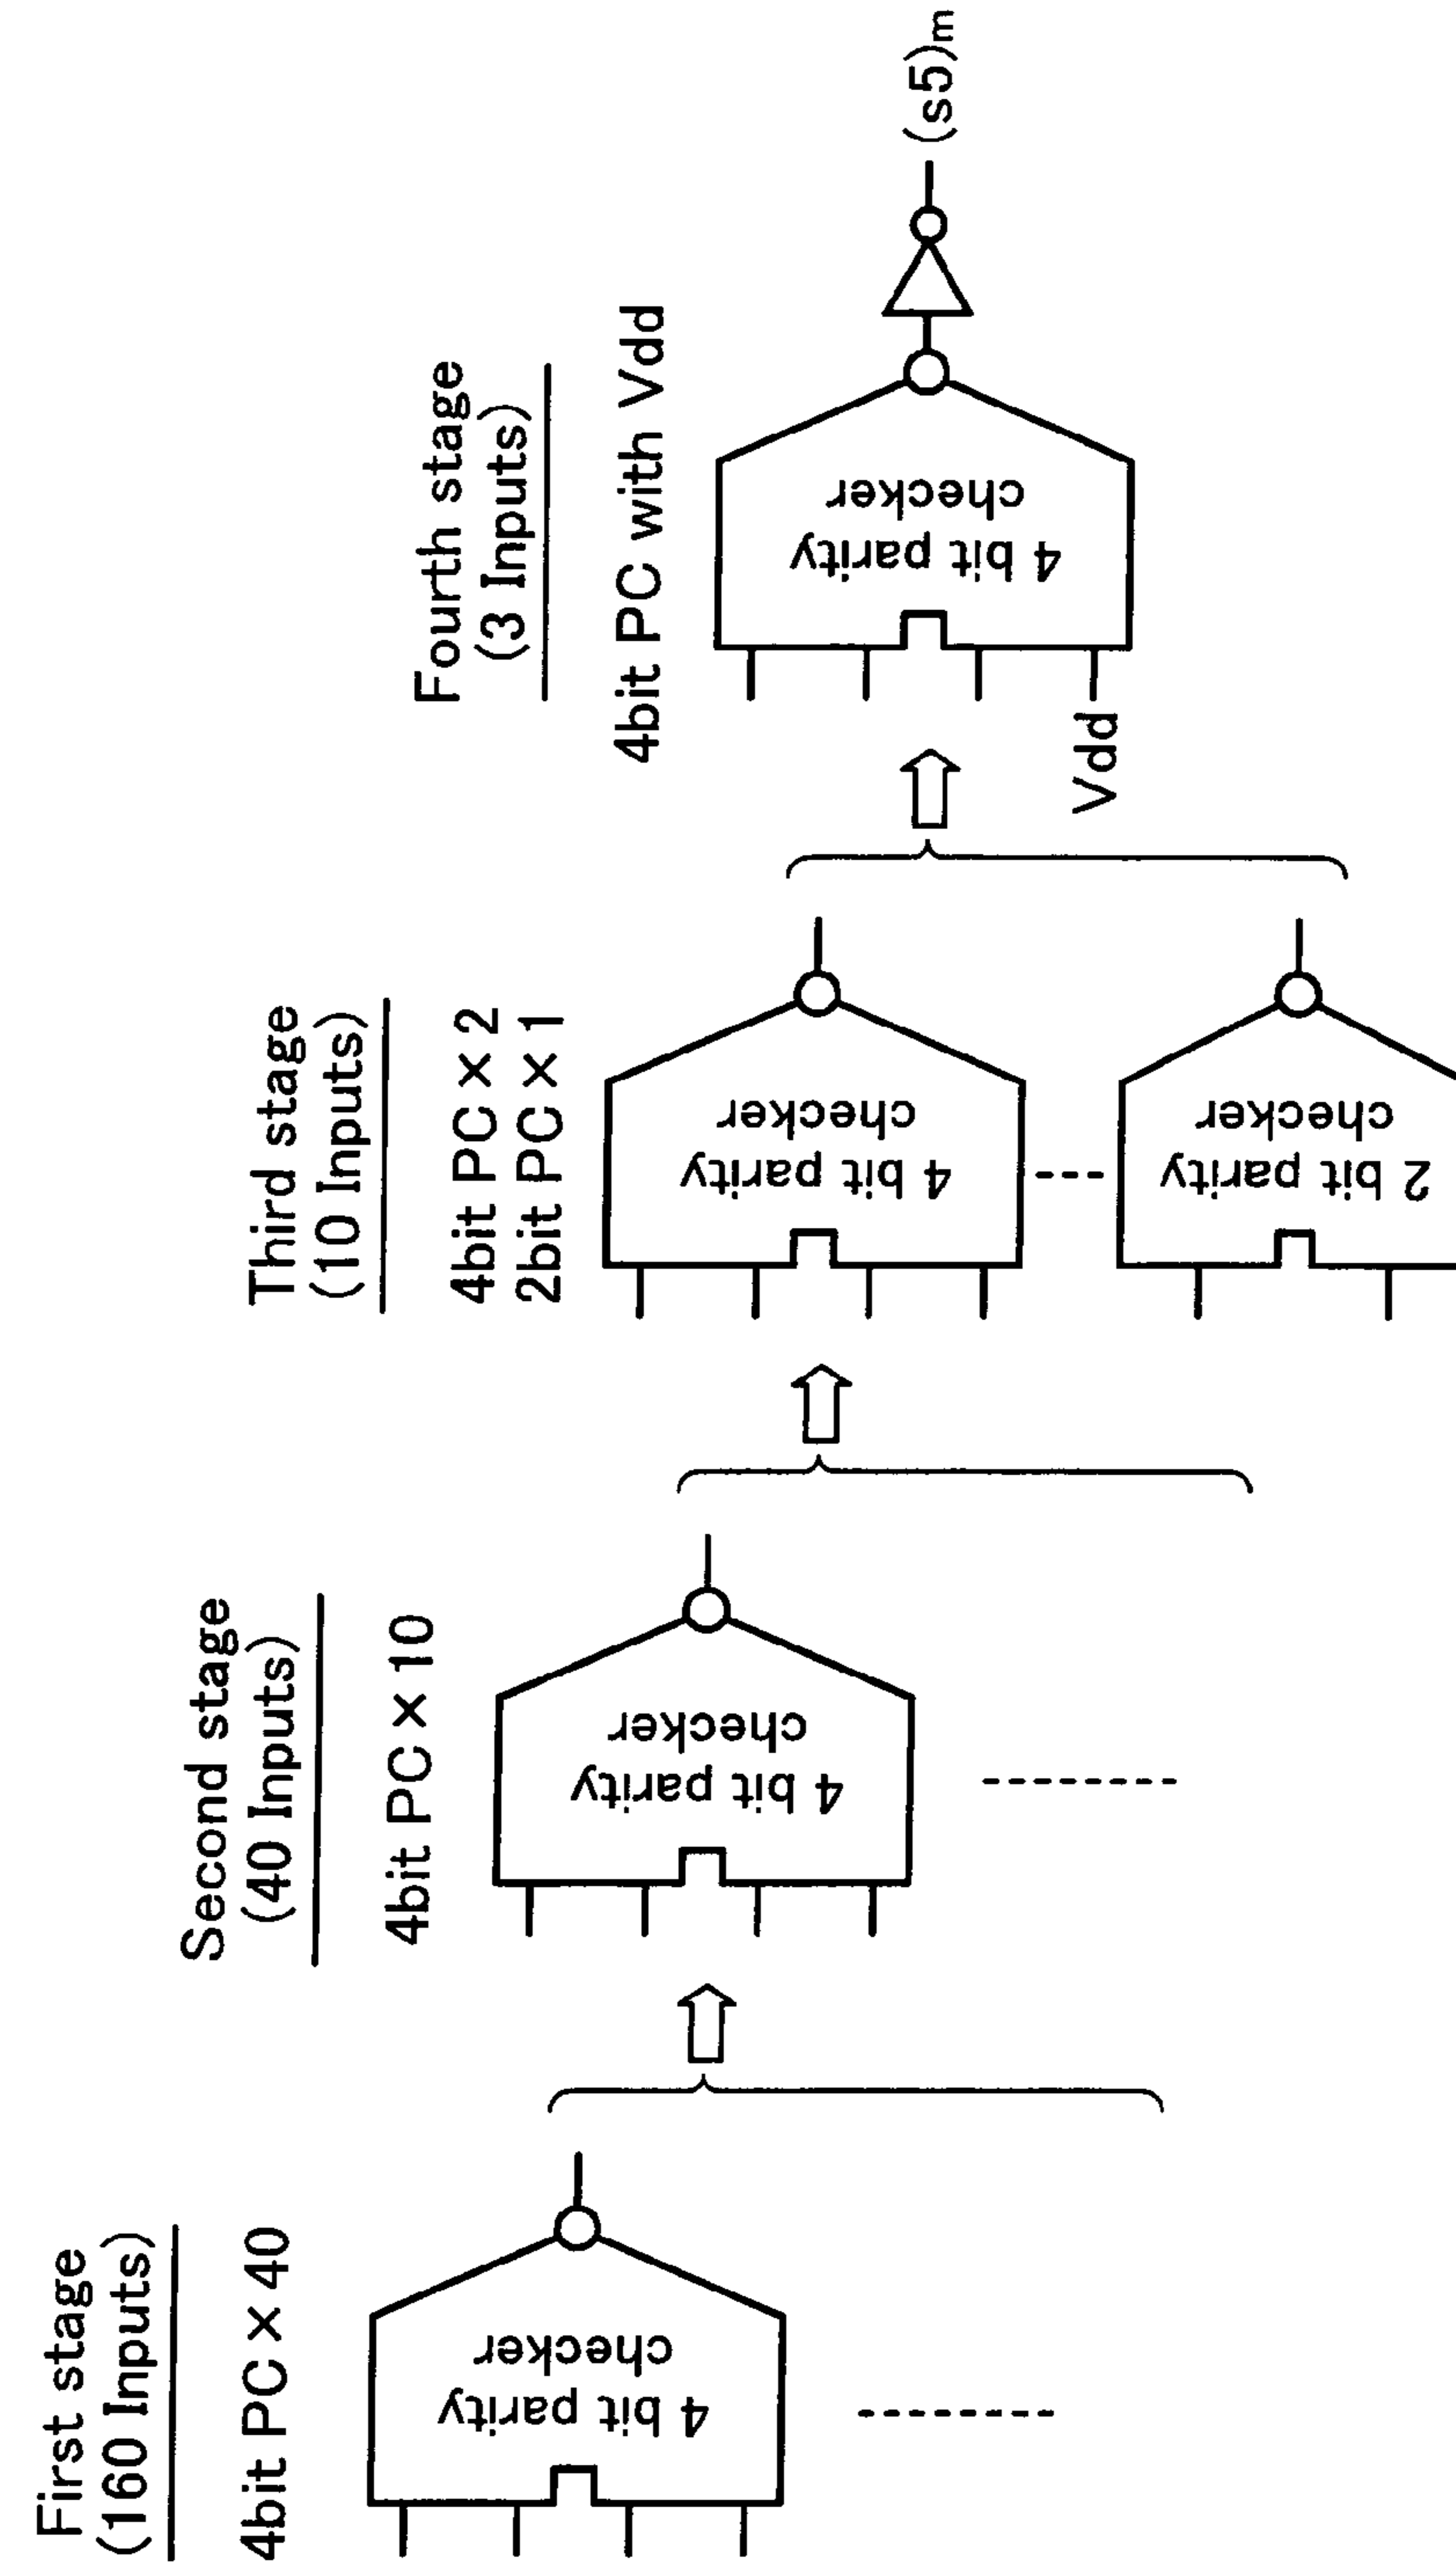 First stage
(160 Inputs)
4bit PC × 40
4 bit parity
checker
Second stage
(40 Inputs)
4bit PC × 10
4 bit parity
checker
Third stage
(10 Inputs)
4bit PC × 2
2bit PC × 1
4 bit parity
checker
2 bit parity
checker
Fourth stage
(3 Inputs)
4bit PC with Vdd
4 bit parity
checker
Vdd
(s5)m